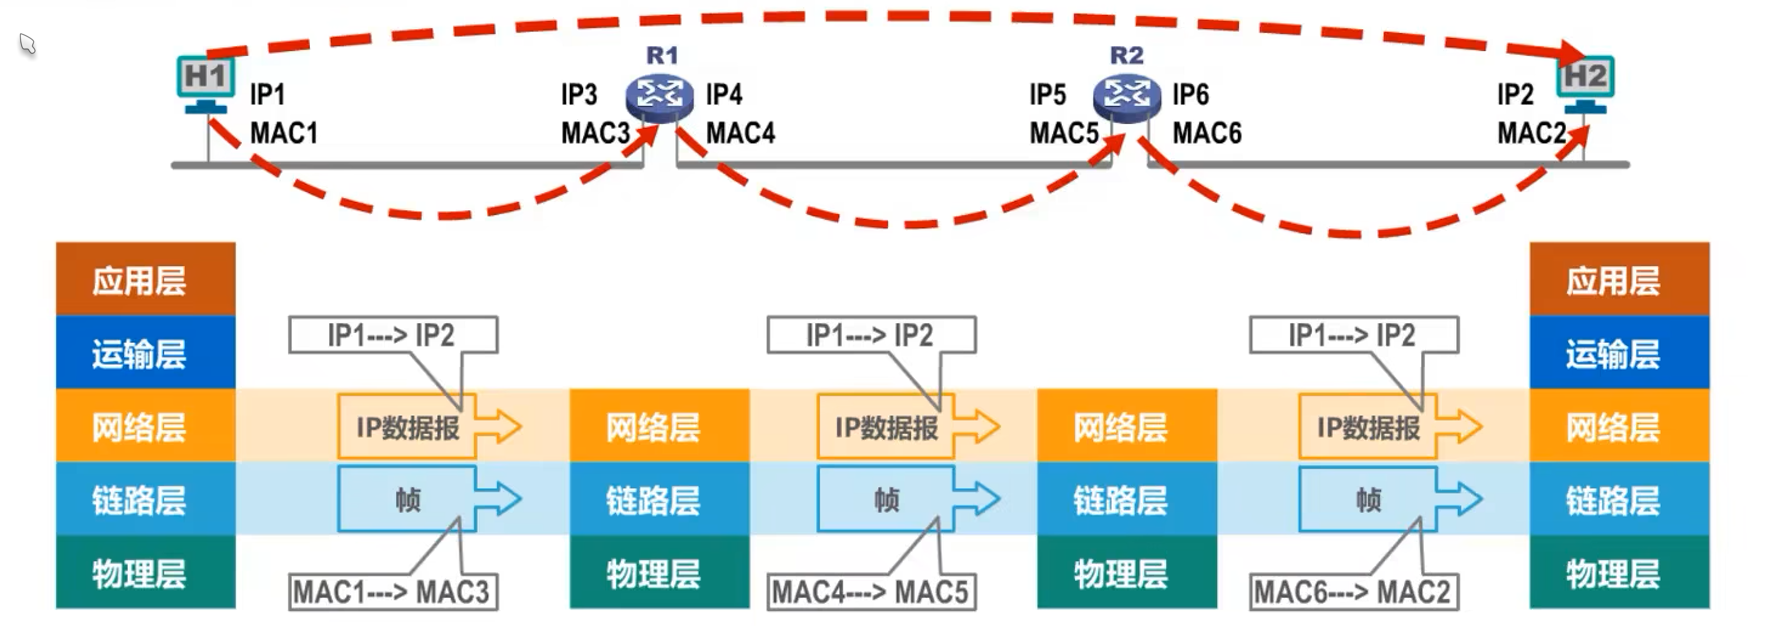 R1
R2
H1
H2
IP1
IP3
IP4
IP5
IP6
IP2
MAC1
MAC3
MAC4
MAC5
MAC6
MAC2
应用层
应用层
IP1---> IP2
IP1---> IP2
IP1---> IP2
运输层
运输层
网络层
IP数据报
网络层
IP数据报
网络层
IP数据报
网络层
链路层
帧
链路层
帧
链路层
帧
链路层
物理层
物理层
物理层
物理层
MAC1---> MAC3
MAC4---> MAC5
MAC6---> MAC2